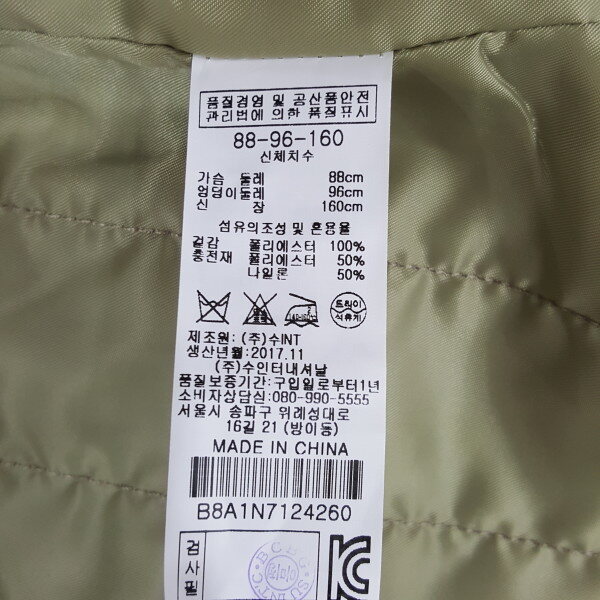 품질경영 및 공산품안전
관리법에 의한 품질표시
88-96-160
신체치수
가슴 둘레 88cm
엉덩이둘레 96cm
신 장 160cm
섬유의조성 및 혼용율
겉감 폴리에스터 100%
충전재 폴리에스터 50%
나일론 50%
드라이
석유계
제조원: (주)수INT
생산년월:2017.11
(주)수인터내셔날
품질보증기간: 구입일로부터1년
소비자상담실:080-990-5555
서울시 송파구 위례성대로
16길 21 (방이동)
MADE IN CHINA
B8A1N7124260
검
사
필